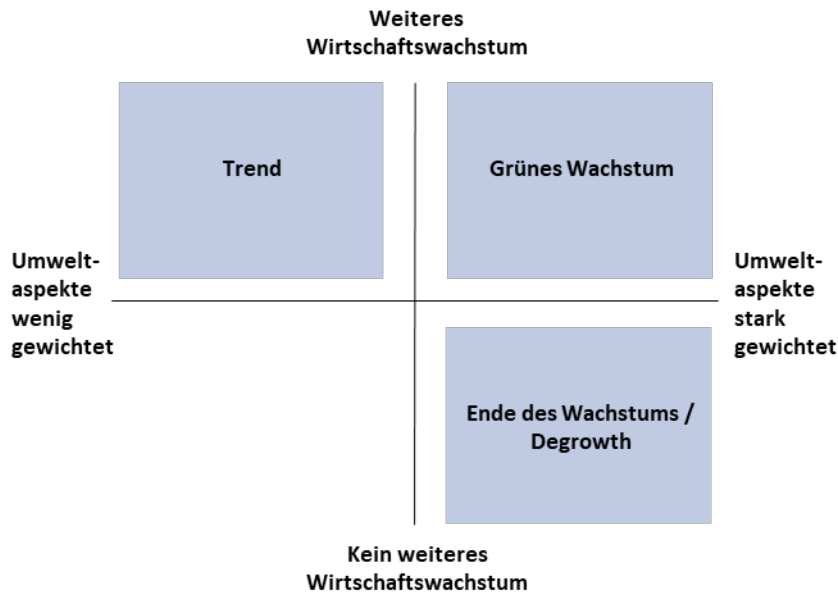 Weiteres
Wirtschaftswachstum
Trend
Grünes Wachstum
Umwelt-
aspekte
wenig
gewichtet
Umwelt-
aspekte
stark
gewichtet
Ende des Wachstums /
Degrowth
Kein weiteres
Wirtschaftswachstum